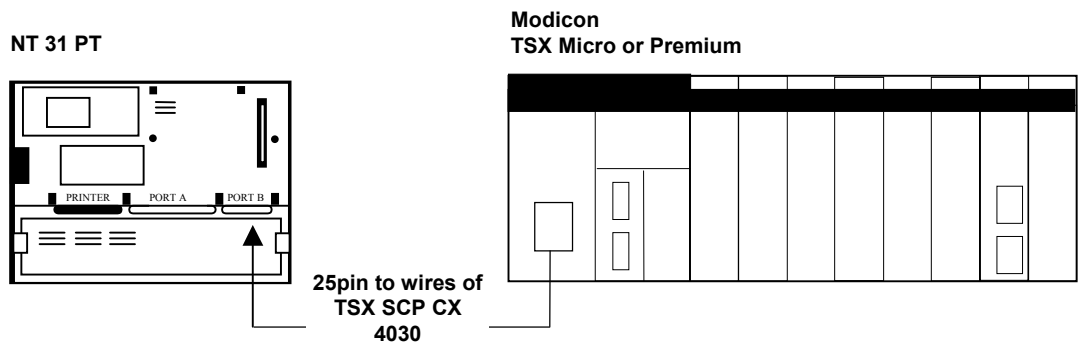 NT 31 PT
Modicon
TSX Micro or Premium
PRINTER
PORT A
PORT B
25pin to wires of
TSX SCP CX
4030